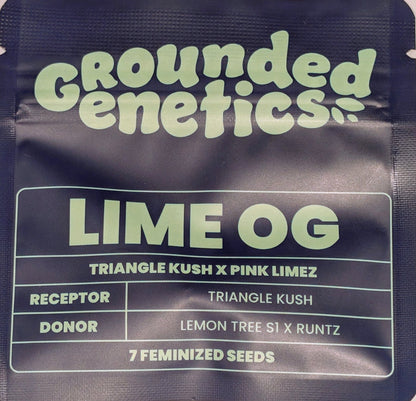 GRounded
Genetics
LIME OG
TRIANGLE KUSH X PINK LIMEZ
RECEPTOR TRIANGLE KUSH
DONOR LEMON TREE S1 X RUNTZ
7 FEMINIZED SEEDS